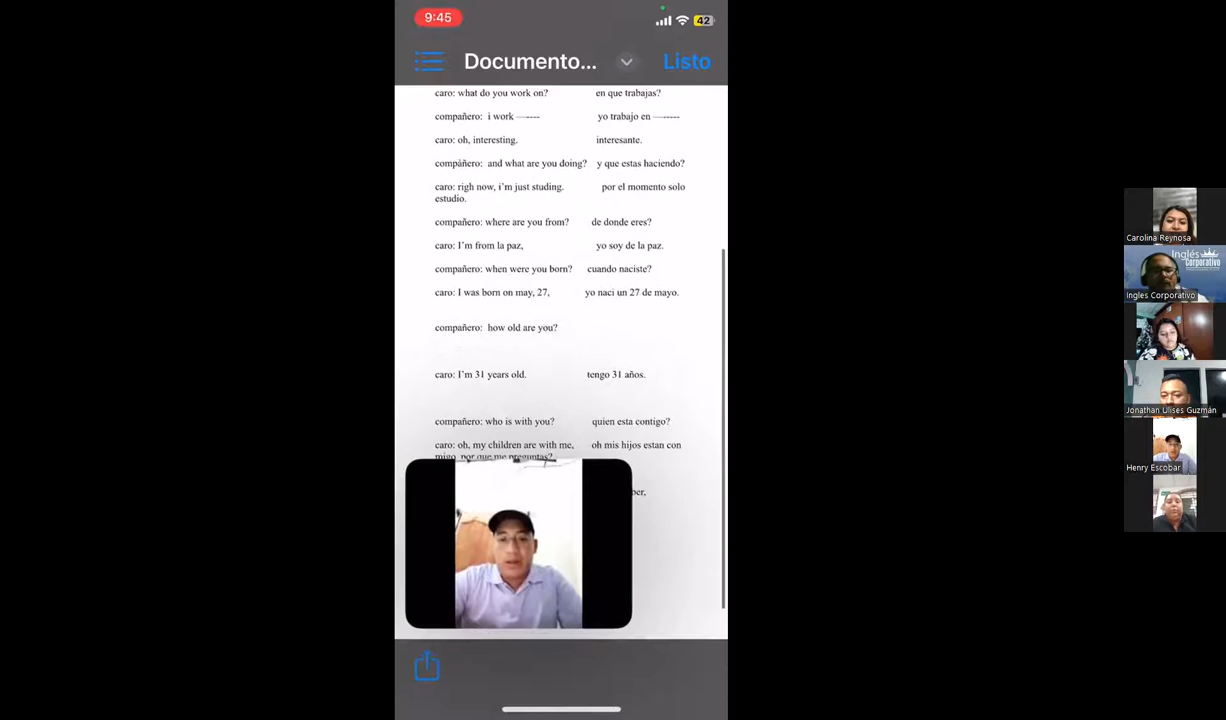 9:45
42
Documento...
Listo
caro: what do you work on? en que trabajas?
compañero: i work ------- yo trabajo en -------
caro: oh, interesting. interesante.
compañero: and what are you doing? y que estas haciendo?
caro: righ now, i'm just studing. por el momento solo
estudio.
compañero: where are you from? de donde eres?
caro: I'm from la paz, yo soy de la paz.
compañero: when were you born? cuando naciste?
caro: I was born on may, 27, yo naci un 27 de mayo.
compañero: how old are you?
caro: I'm 31 years old. tengo 31 años.
compañero: who is with you? quien esta contigo?
caro: oh, my children are with me, oh mis hijos estan con
migo, por que me preguntas?
ber,
Carolina Reynosa
Inglés
Corporativo
Ingles Corporativo
Jonathan Ulises Guzmán
Henry Escobar